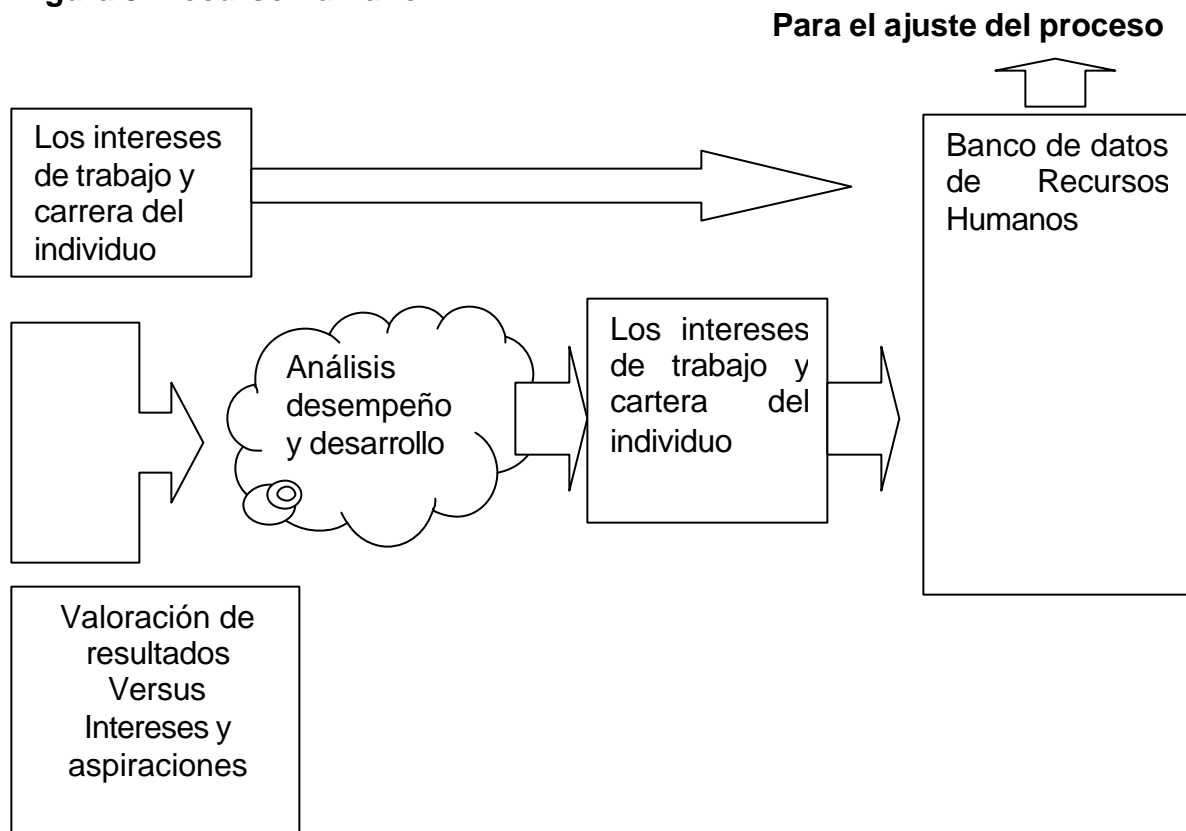 Para el ajuste del proceso
Los intereses
de trabajo y
carrera del
individuo
Banco de datos
de Recursos
Humanos
Análisis
desempeño
y desarrollo
Los intereses
de trabajo y
cartera del
individuo
Valoración de
resultados
Versus
Intereses y
aspiraciones